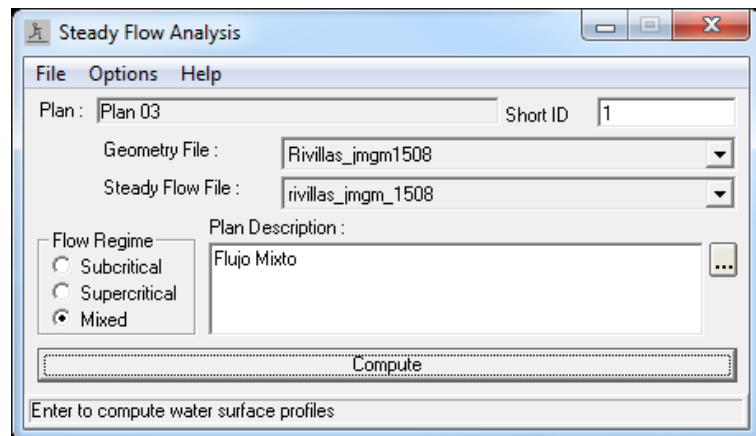 Steady Flow Analysis
File Options Help
Plan : Plan 03 Short ID 1
Geometry File : Rivillas_jmgm1508
Steady Flow File : rivillas_jmgm_1508
Plan Description :
Flow Regime
Subcritical
Supercritical
Mixed
Flujo Mixto
...
Compute
Enter to compute water surface profiles